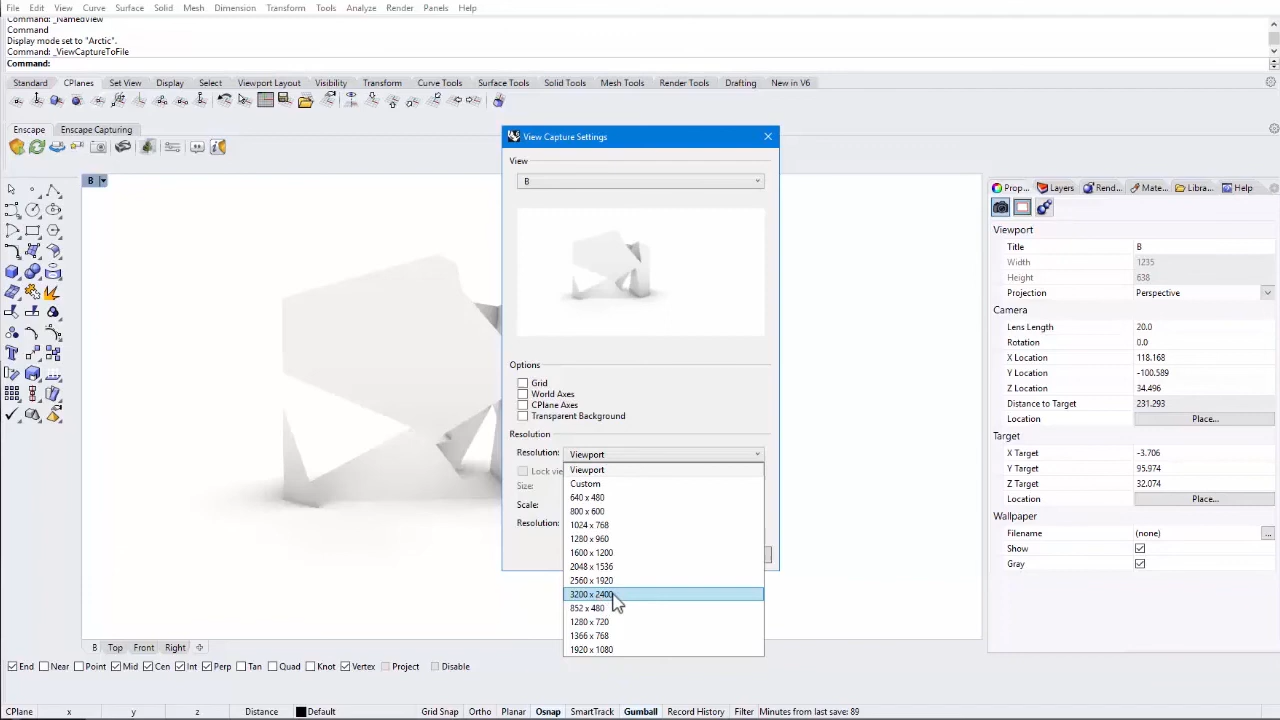 File Edit View Curve Surface Solid Mesh Dimension Transform Tools Analyze Render Panels Help
Command: _NamedView
Command
Display mode set to "Arctic".
Command: _ViewCaptureToFile
Command:
Standard CPlanes Set View Display Select Viewport Layout Visibility Transform Curve Tools Surface Tools Solid Tools Mesh Tools Render Tools Drafting New in V6
Enscape Enscape Capturing
B
View Capture Settings
View
B
Options
Grid
World Axes
CPlane Axes
Transparent Background
Resolution
Resolution: Viewport
Lock vie
Size:
Scale:
Resolution:
Viewport
Custom
640 x 480
800 x 600
1024 x 768
1280 x 960
1600 x 1200
2048 x 1536
2560 x 1920
3200 x 2400
852 x 480
1280 x 720
1366 x 768
1920 x 1080
Prop... Layers Rend... Mate... Libra... Help
Viewport
Title B
Width 1235
Height 638
Projection Perspective
Camera
Lens Length 20.0
Rotation 0.0
X Location 118.168
Y Location -100.589
Z Location 34.496
Distance to Target 231.293
Location Place...
Target
X Target -3.706
Y Target 95.974
Z Target 32.074
Location Place...
Wallpaper
Filename (none) ...
Show
Gray
B Top Front Right
End Near Point Mid Cen Int Perp Tan Quad Knot Vertex Project Disable
CPlane x y z Distance Default Grid Snap Ortho Planar Osnap SmartTrack Gumball Record History Filter Minutes from last save: 89